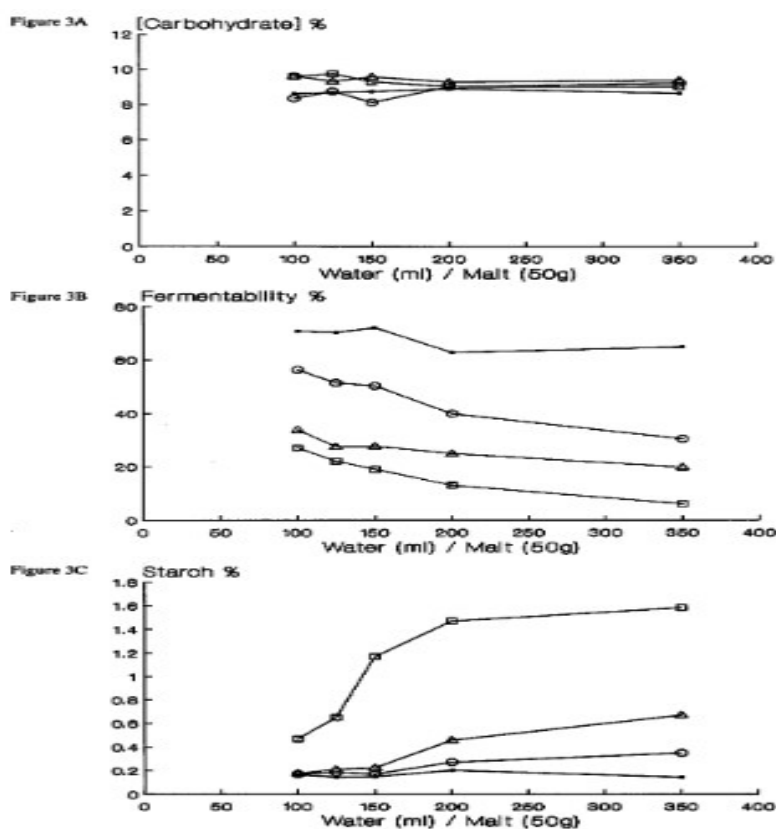 Figure 3A [Carbohydrate] %
12
10
8
6
4
2
0
0 50 100 150 200 250 300 350 400
Water (ml) / Malt (50g)
Figure 3B Fermentability %
80
60
40
20
0
0 50 100 150 200 250 300 350 400
Water (ml) / Malt (50g)
Figure 3C Starch %
1.8
1.6
1.4
1.2
1
0.8
0.6
0.4
0.2
0
0 50 100 150 200 250 300 350 400
Water (ml) / Malt (50g)